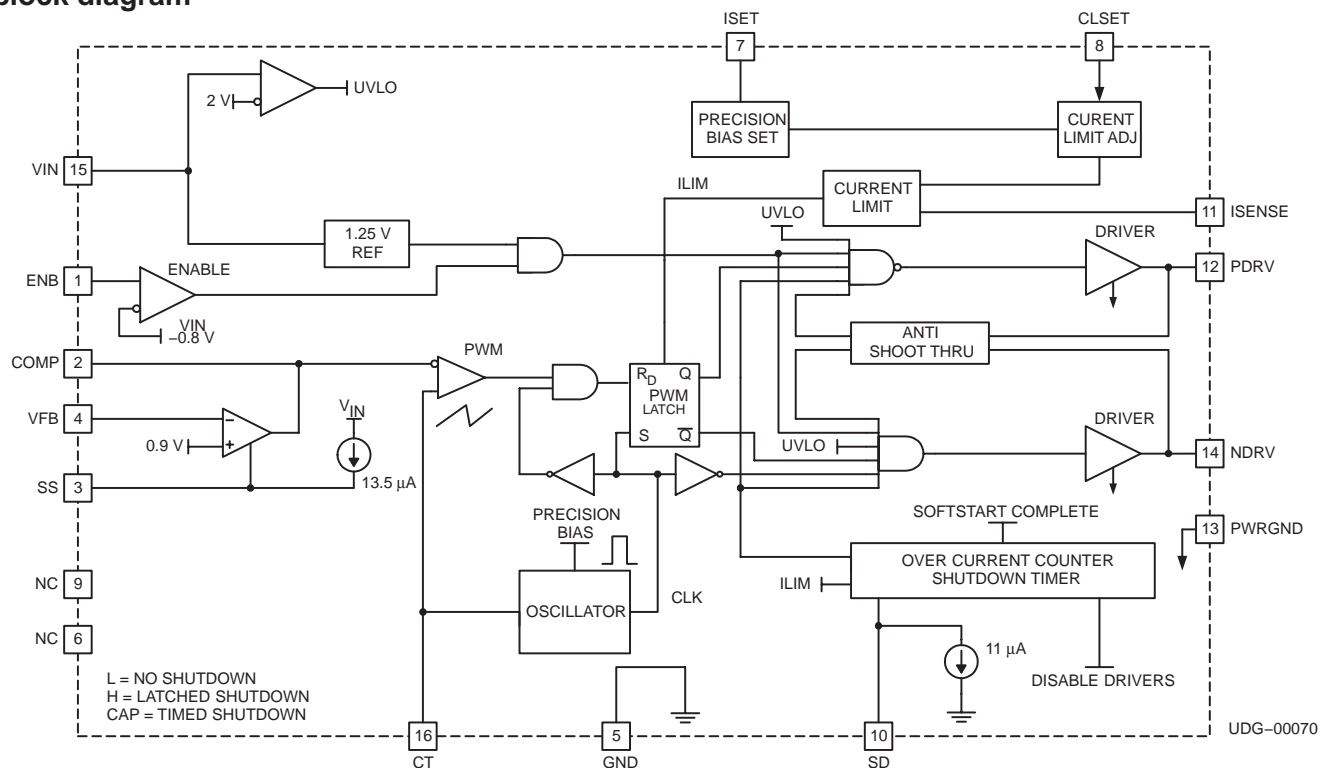 block diagram
ISET
CLSET
7
8
UVLO
2 V
PRECISION
BIAS SET
CURENT
LIMIT ADJ
VIN
15
ILIM
CURRENT
LIMIT
UVLO
11
ISENSE
1.25 V
REF
DRIVER
ENB
1
ENABLE
12
PDRV
VIN
–0.8 V
ANTI
SHOOT THRU
COMP
2
PWM
RD
Q
PWM
LATCH
S
Q
VFB
4
–
+
0.9 V
VIN
13.5 µA
DRIVER
UVLO
14
NDRV
SS
3
PRECISION
BIAS
SOFTSTART COMPLETE
13
PWRGND
OVER CURRENT COUNTER
SHUTDOWN TIMER
NC
9
ILIM
OSCILLATOR
CLK
NC
6
11 µA
L = NO SHUTDOWN
H = LATCHED SHUTDOWN
CAP = TIMED SHUTDOWN
DISABLE DRIVERS
16
5
10
UDG–00070
CT
GND
SD